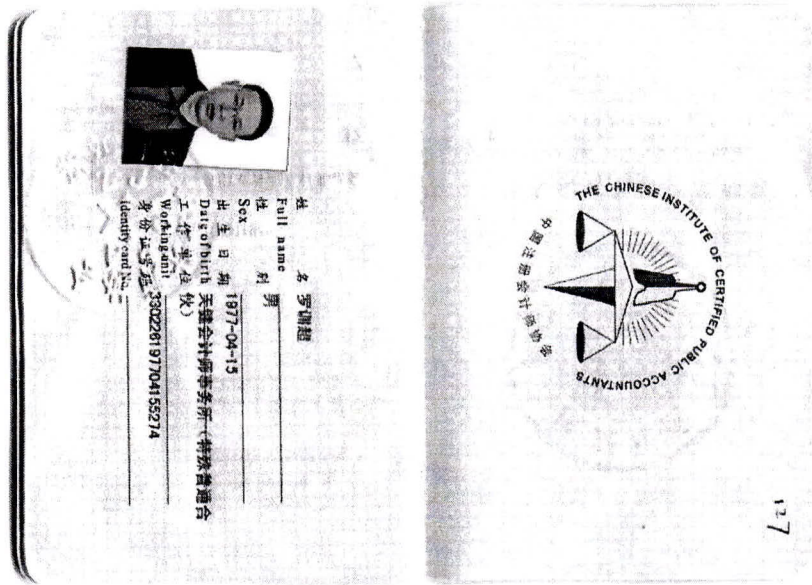 姓 名 罗训超
Full name
性 别 男
Sex
出 生 日 期 1977-04-15
Date of birth
工 作 单 位 天健会计师事务所（特殊普通合
Working unit 伙）
身份证号码 330226197704155274
Identity card No.
THE CHINESE INSTITUTE OF CERTIFIED PUBLIC ACCOUNTANTS
中国注册会计师协会
127